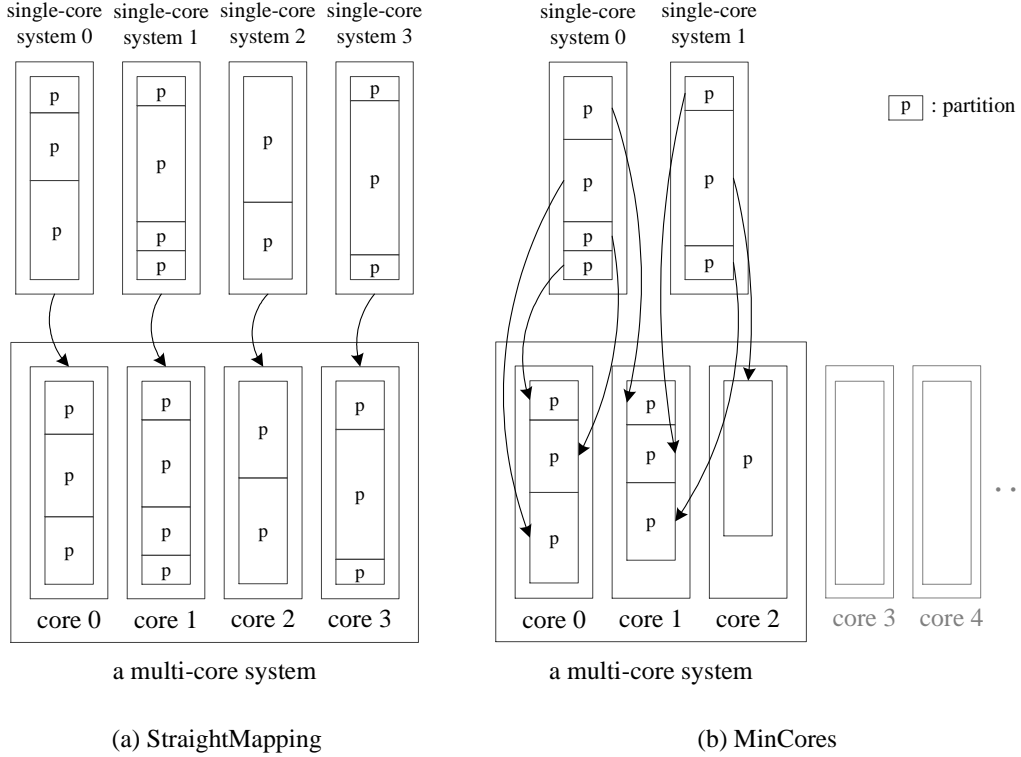 single-core single-core single-core single-core
system 0 system 1 system 2 system 3
p p p
p p p p
p p
p p
p p p
p p p p
p p
p p p
core 0 core 1 core 2 core 3
a multi-core system
(a) StraightMapping
single-core single-core
system 0 system 1
p : partition
p p
p p
p
p p
p p
p p p
p p
core 0 core 1 core 2 core 3 core 4
a multi-core system
(b) MinCores